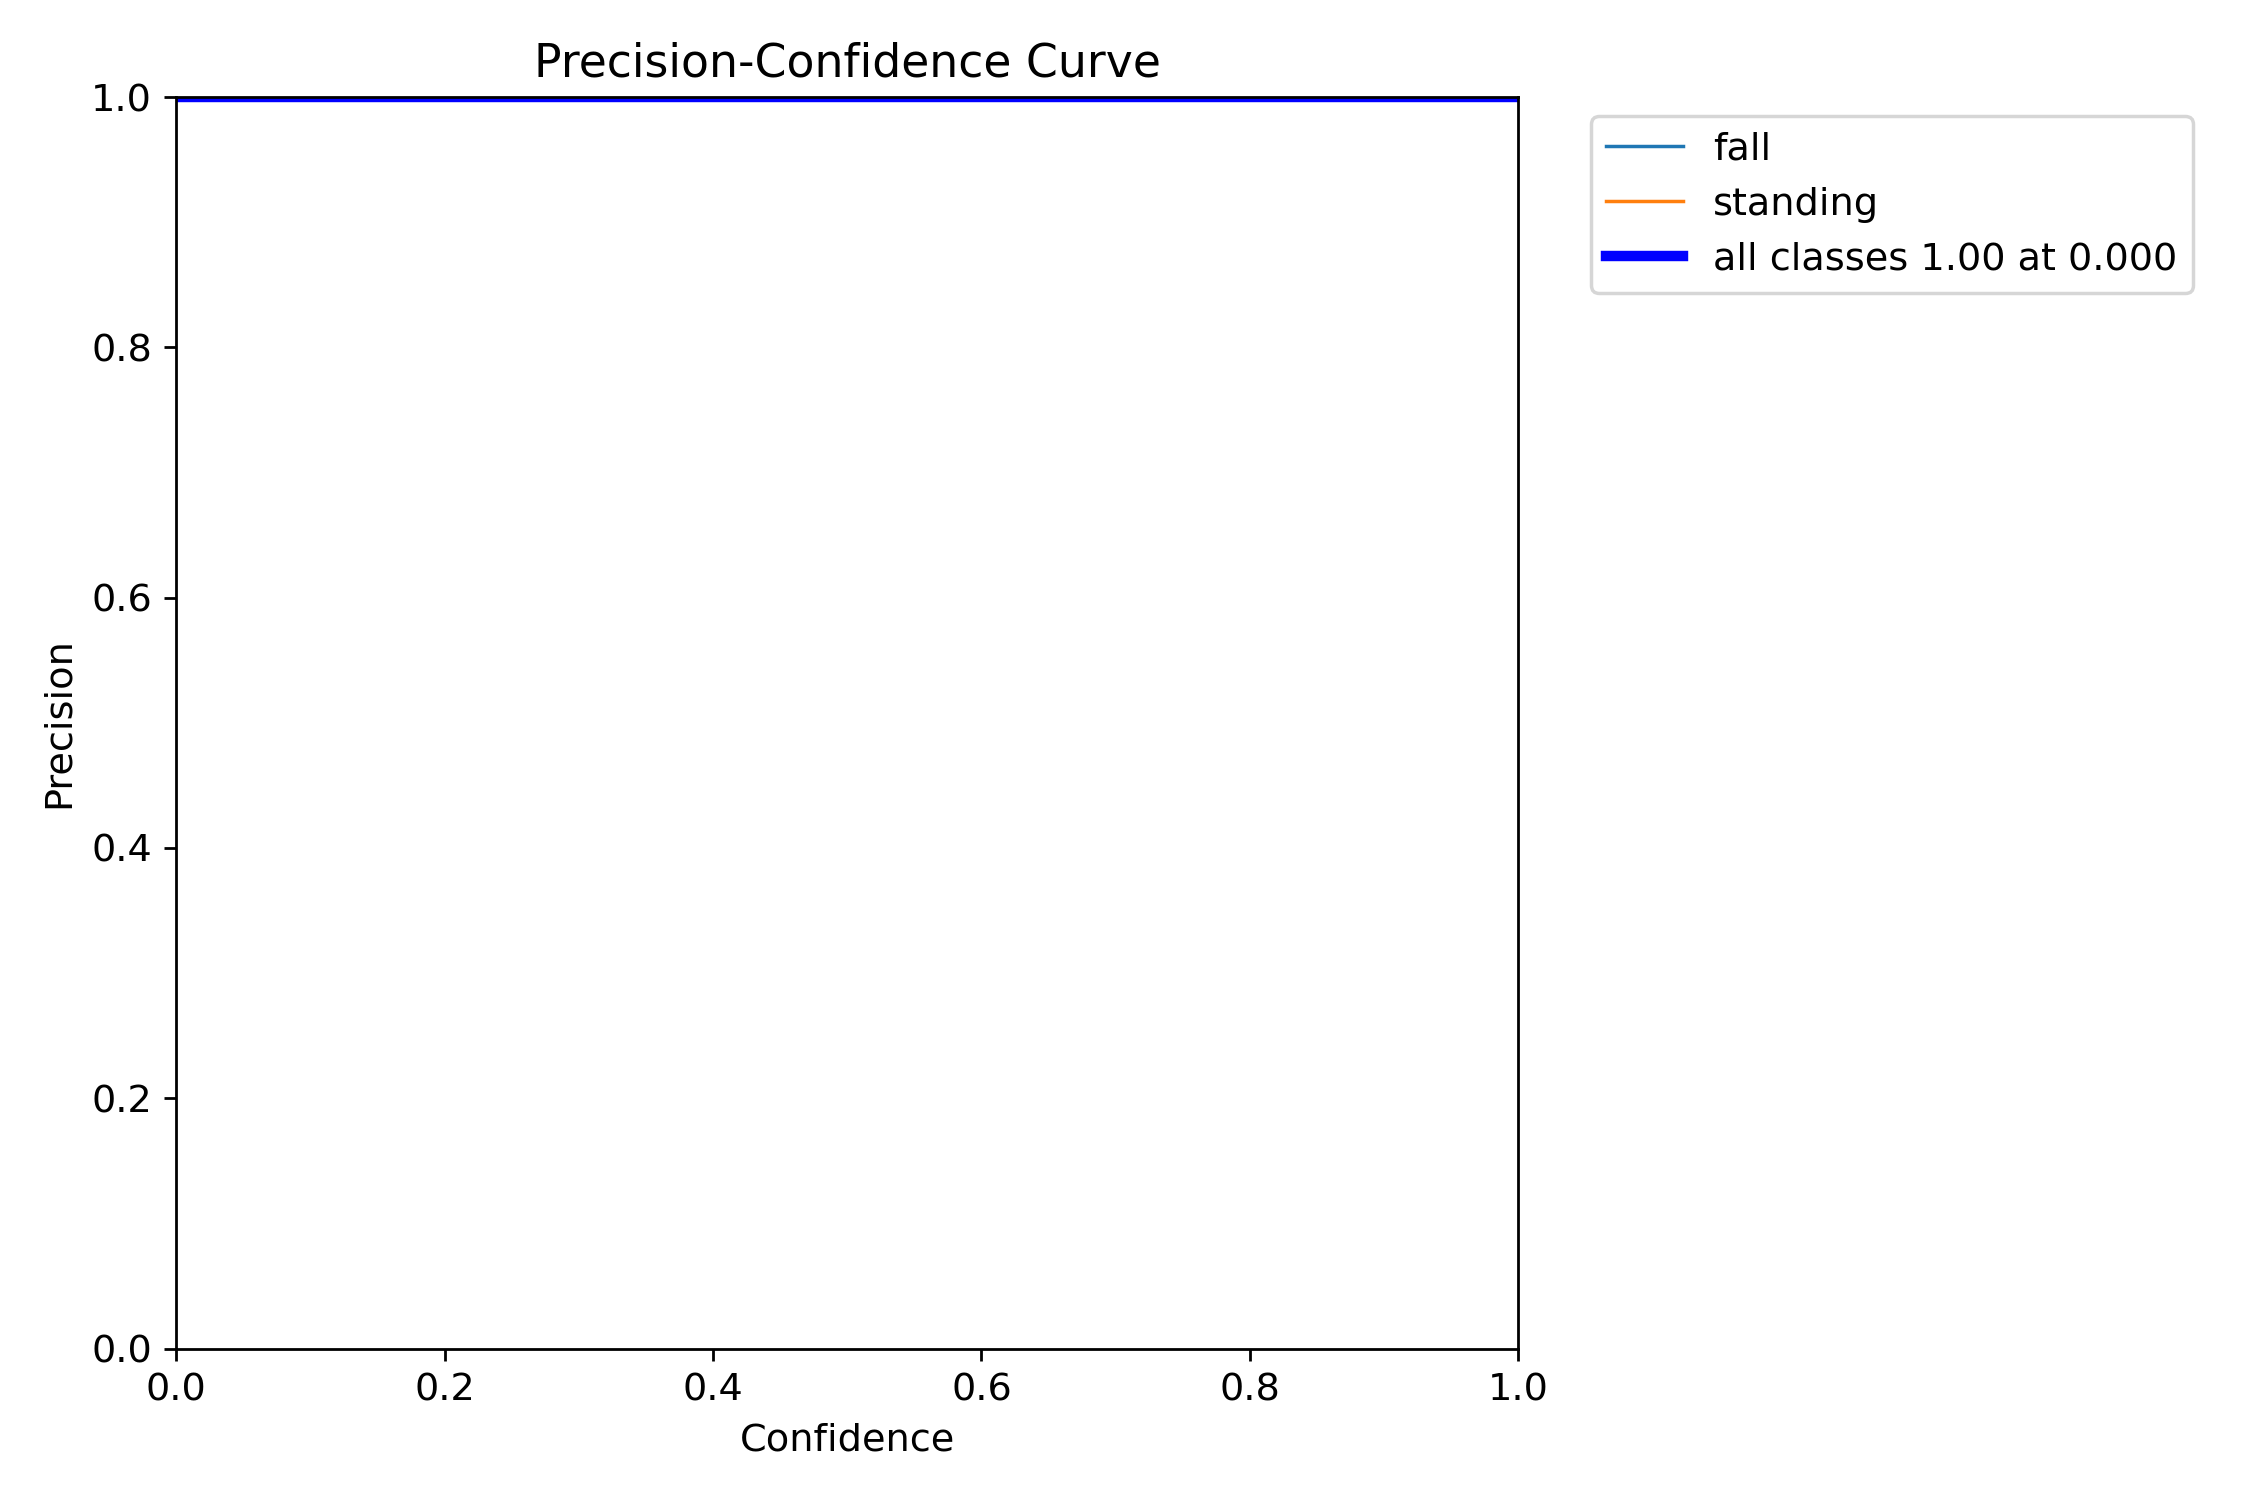 Precision-Confidence Curve
1.0
0.8
0.6
0.4
0.2
0.0
Precision
0.0 0.2 0.4 0.6 0.8 1.0
Confidence
fall
standing
all classes 1.00 at 0.000